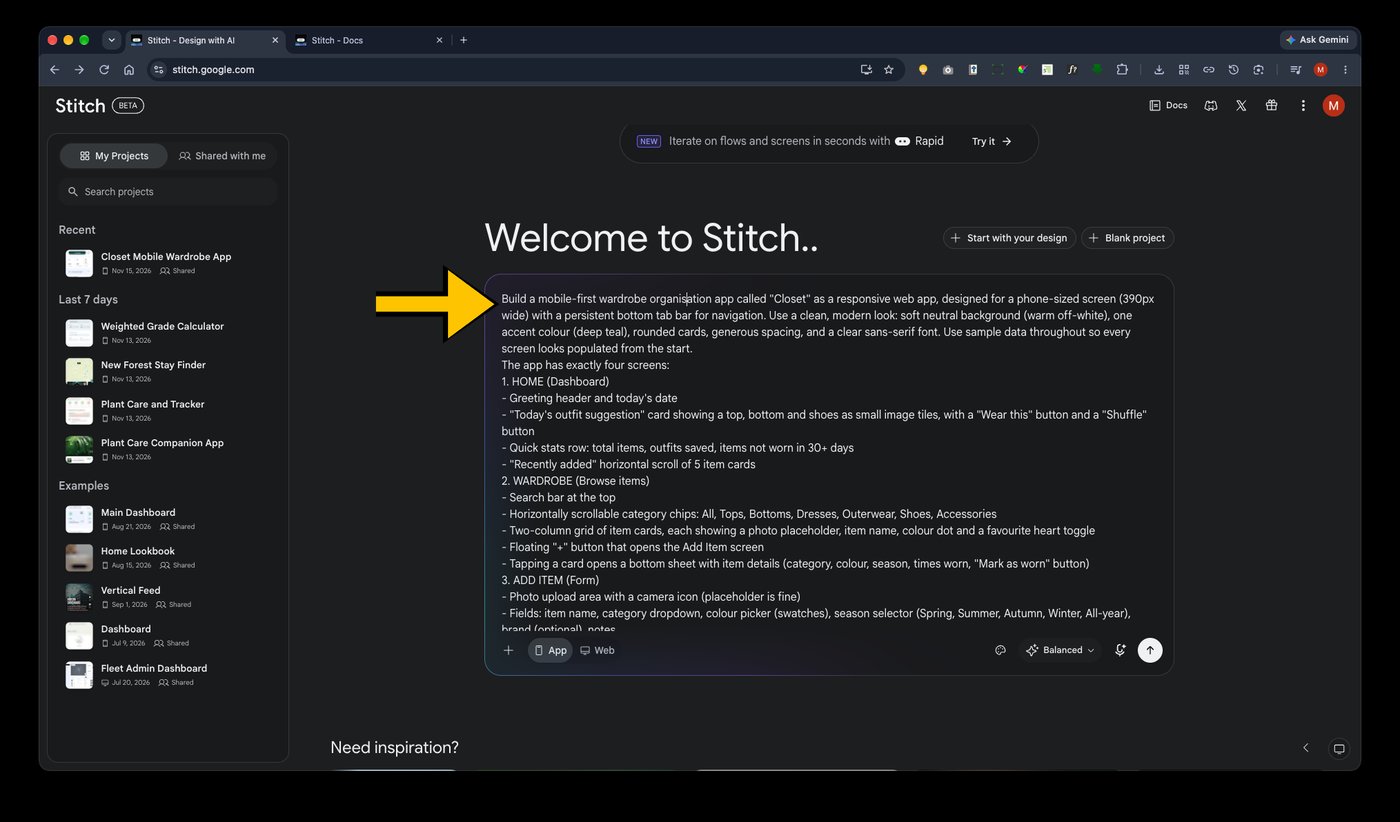 Stitch - Design with AI
Stitch - Docs
Ask Gemini
stitch.google.com
f?
M
Stitch BETA
Docs
M
My Projects
Shared with me
Search projects
Recent
Closet Mobile Wardrobe App
Nov 15, 2026 Shared
Last 7 days
Weighted Grade Calculator
Nov 13, 2026
New Forest Stay Finder
Nov 13, 2026
Plant Care and Tracker
Nov 13, 2026
Plant Care Companion App
Nov 13, 2026
Examples
Main Dashboard
Aug 21, 2026 Shared
Home Lookbook
Aug 15, 2026 Shared
Vertical Feed
Sep 1, 2026 Shared
Dashboard
Jul 9, 2026 Shared
Fleet Admin Dashboard
Jul 20, 2026 Shared
NEW Iterate on flows and screens in seconds with Rapid Try it
Welcome to Stitch..
Start with your design
Blank project
Build a mobile-first wardrobe organisation app called "Closet" as a responsive web app, designed for a phone-sized screen (390px
wide) with a persistent bottom tab bar for navigation. Use a clean, modern look: soft neutral background (warm off-white), one
accent colour (deep teal), rounded cards, generous spacing, and a clear sans-serif font. Use sample data throughout so every
screen looks populated from the start.
The app has exactly four screens:
1. HOME (Dashboard)
- Greeting header and today's date
- "Today's outfit suggestion" card showing a top, bottom and shoes as small image tiles, with a "Wear this" button and a "Shuffle"
button
- Quick stats row: total items, outfits saved, items not worn in 30+ days
- "Recently added" horizontal scroll of 5 item cards
2. WARDROBE (Browse items)
- Search bar at the top
- Horizontally scrollable category chips: All, Tops, Bottoms, Dresses, Outerwear, Shoes, Accessories
- Two-column grid of item cards, each showing a photo placeholder, item name, colour dot and a favourite heart toggle
- Floating "+" button that opens the Add Item screen
- Tapping a card opens a bottom sheet with item details (category, colour, season, times worn, "Mark as worn" button)
3. ADD ITEM (Form)
- Photo upload area with a camera icon (placeholder is fine)
- Fields: item name, category dropdown, colour picker (swatches), season selector (Spring, Summer, Autumn, Winter, All-year),
brand (optional), notes
App
Web
Balanced
Need inspiration?